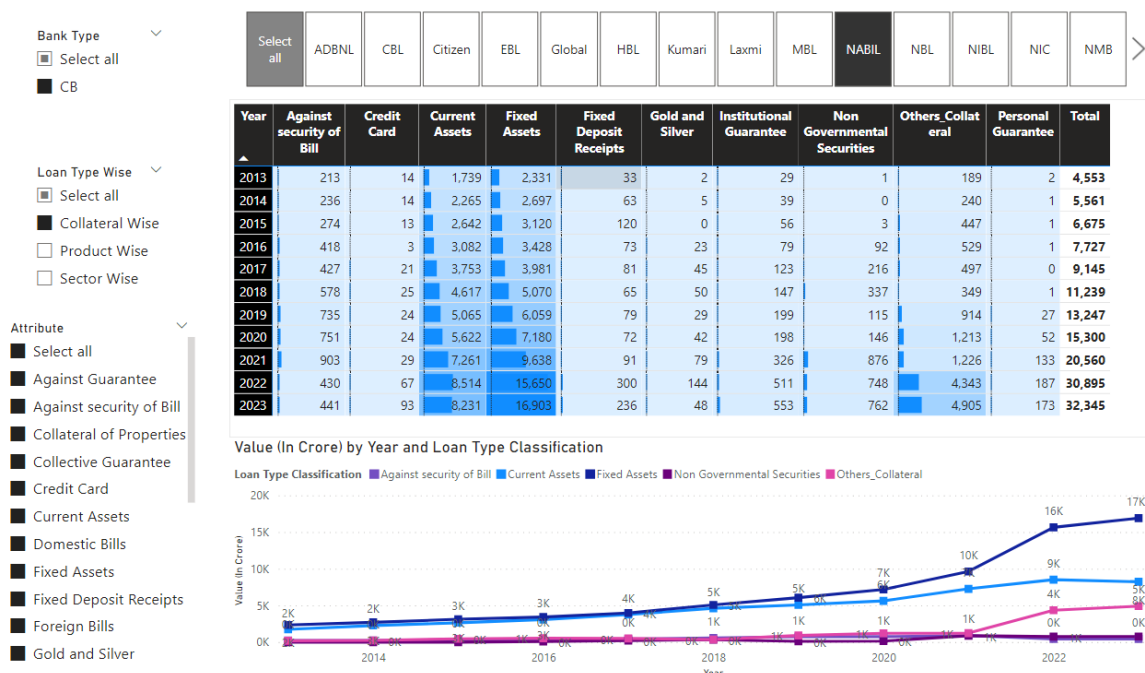 Bank Type
Select all
CB
Loan Type Wise
Select all
Collateral Wise
Product Wise
Sector Wise
Attribute
Select all
Against Guarantee
Against security of Bill
Collateral of Properties
Collective Guarantee
Credit Card
Current Assets
Domestic Bills
Fixed Assets
Fixed Deposit Receipts
Foreign Bills
Gold and Silver
Select all ADBNL CBL Citizen EBL Global HBL Kumari Laxmi MBL NABIL NBL NIBL NIC NMB
Year Against security of Bill Credit Card Current Assets Fixed Assets Fixed Deposit Receipts Gold and Silver Institutional Guarantee Non Governmental Securities Others_Collateral Personal Guarantee Total
2013 213 14 1,739 2,331 33 2 29 1 189 2 4,553
2014 236 14 2,265 2,697 63 5 39 0 240 1 5,561
2015 274 13 2,642 3,120 120 0 56 3 447 1 6,675
2016 418 3 3,082 3,428 73 23 79 92 529 1 7,727
2017 427 21 3,753 3,981 81 45 123 216 497 0 9,145
2018 578 25 4,617 5,070 65 50 147 337 349 1 11,239
2019 735 24 5,065 6,059 79 29 199 115 914 27 13,247
2020 751 24 5,622 7,180 72 42 198 146 1,213 52 15,300
2021 903 29 7,261 9,638 91 79 326 876 1,226 133 20,560
2022 430 67 8,514 15,650 300 144 511 748 4,343 187 30,895
2023 441 93 8,231 16,903 236 48 553 762 4,905 173 32,345
Value (In Crore) by Year and Loan Type Classification
Loan Type Classification Against security of Bill Current Assets Fixed Assets Non Governmental Securities Others_Collateral
Value (In Crore)
20K
15K
10K
5K
0K
2K 2K 3K 3K 4K 5K 5K 7K 10K 16K 17K
9K
4K
5K
8K
0K 1K 1K 1K 1K 0K 0K
2014 2016 2018 2020 2022